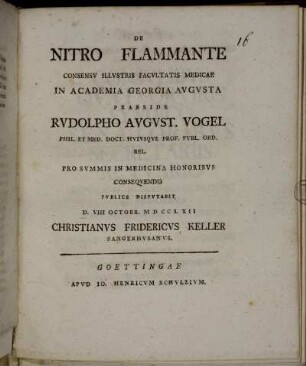 16
DE
NITRO FLAMMANTE
CONSENSV ILLVSTRIS FACVLTATIS MEDICAE
IN ACADEMIA GEORGIA AVGVSTA
PRAESIDE
RVDOLPHO AVGVST. VOGEL
PHIL. ET MED. DOCT. HVIVSQVE PROF. PVBL. ORD.
REL.
PRO SVMMIS IN MEDICINA HONORIBVS
CONSEQVENDIS
PVBLICE DISPVTABIT
D. VIII OCTOBR. MDCCLXII
CHRISTIANVS FRIDERICVS KELLER
SANGERHVSANVS.
GOETTINGAE
APVD IO. HENRICVM SCHVLZIVM.